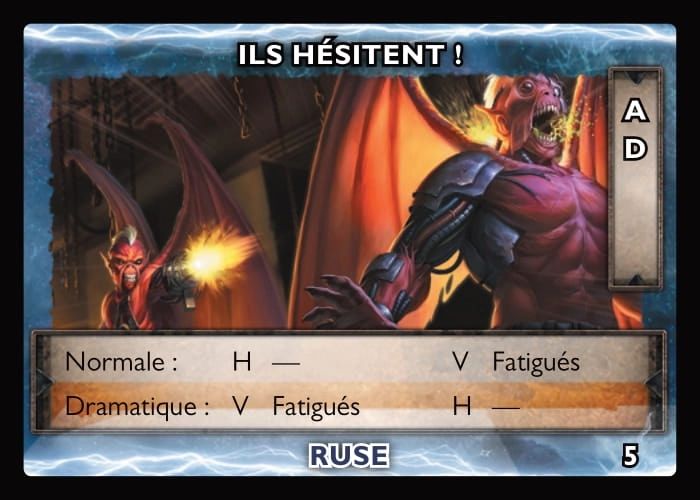 ILS HÉSITENT !
A
D
Normale : H — V Fatigués
Dramatique : V Fatigués H —
RUSE 5